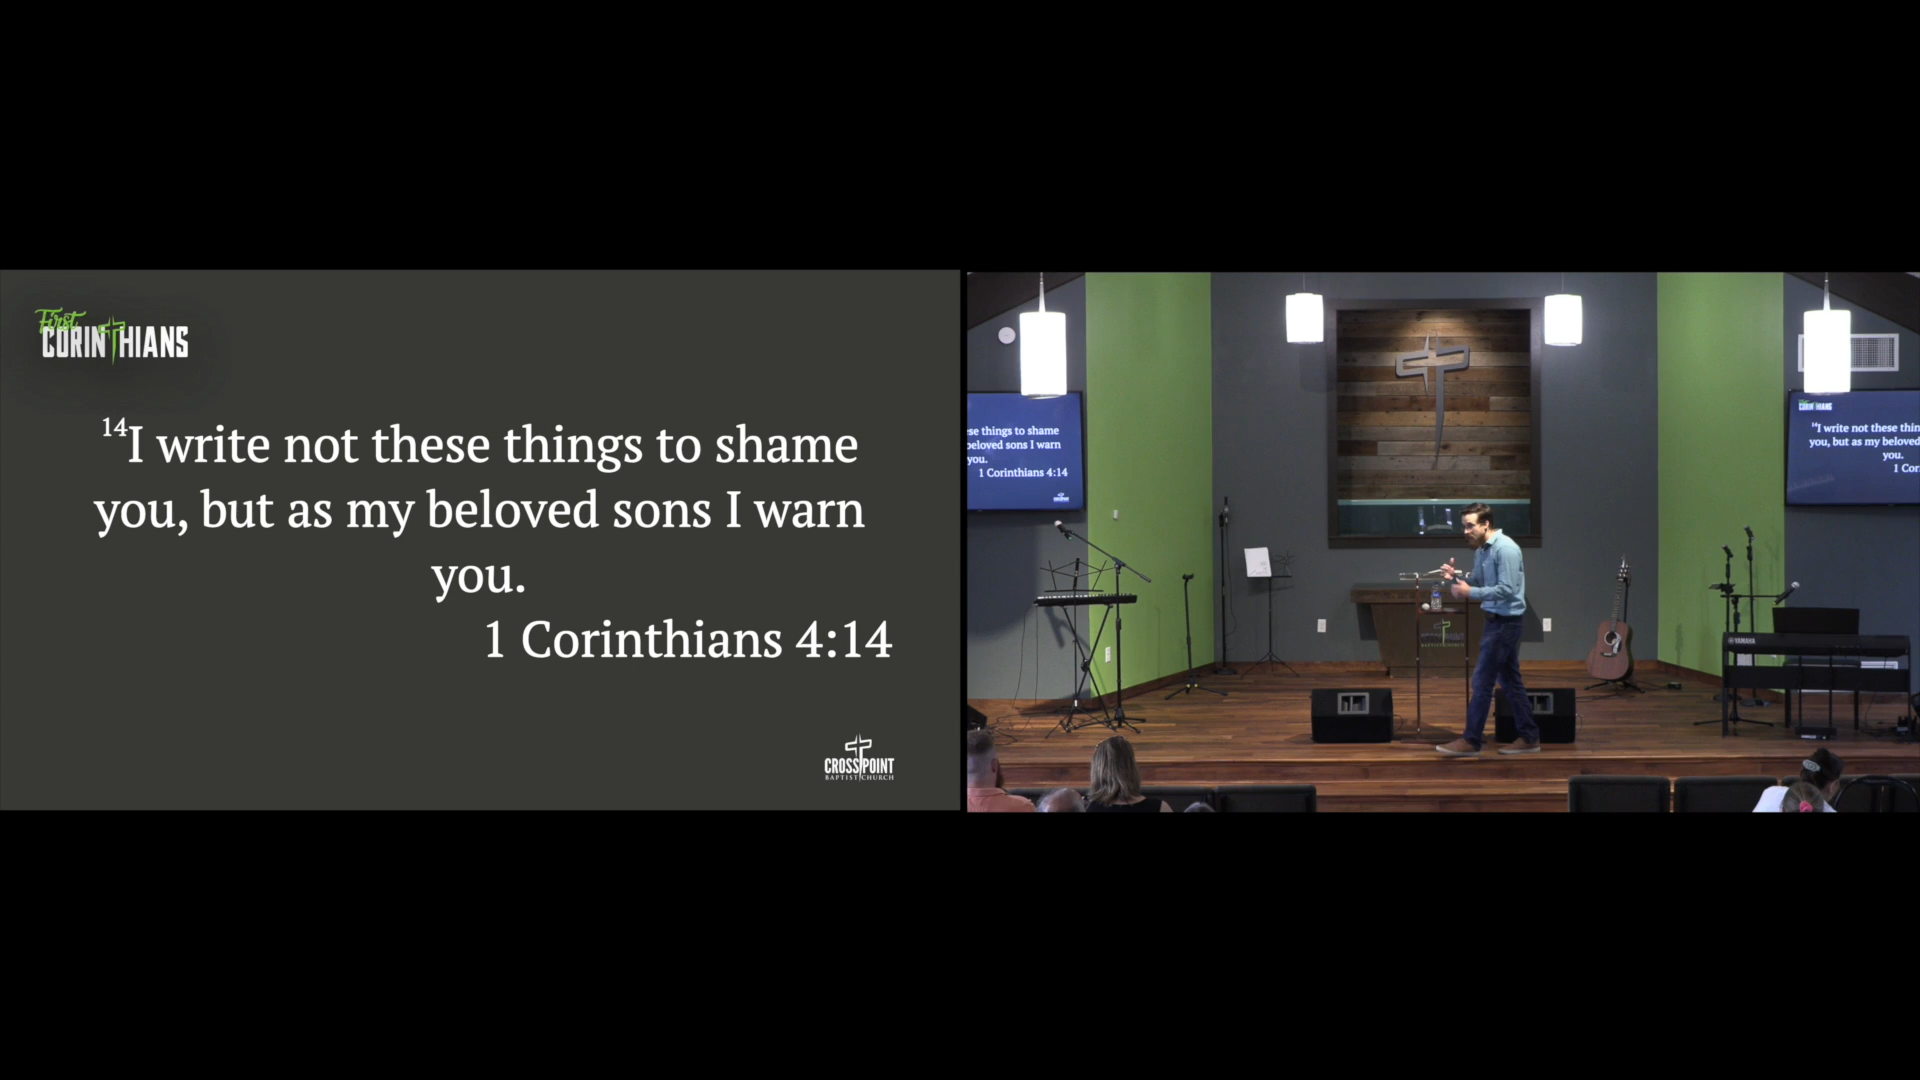 First
CORINTHIANS
14I write not these things to shame
you, but as my beloved sons I warn
you.
1 Corinthians 4:14
CROSSPOINT
BAPTIST CHURCH
se things to shame
beloved sons I warn
you.
1 Corinthians 4:14
CORINTHIANS
14I write not these thin
you, but as my beloved
you.
1 Cor
YAMAHA